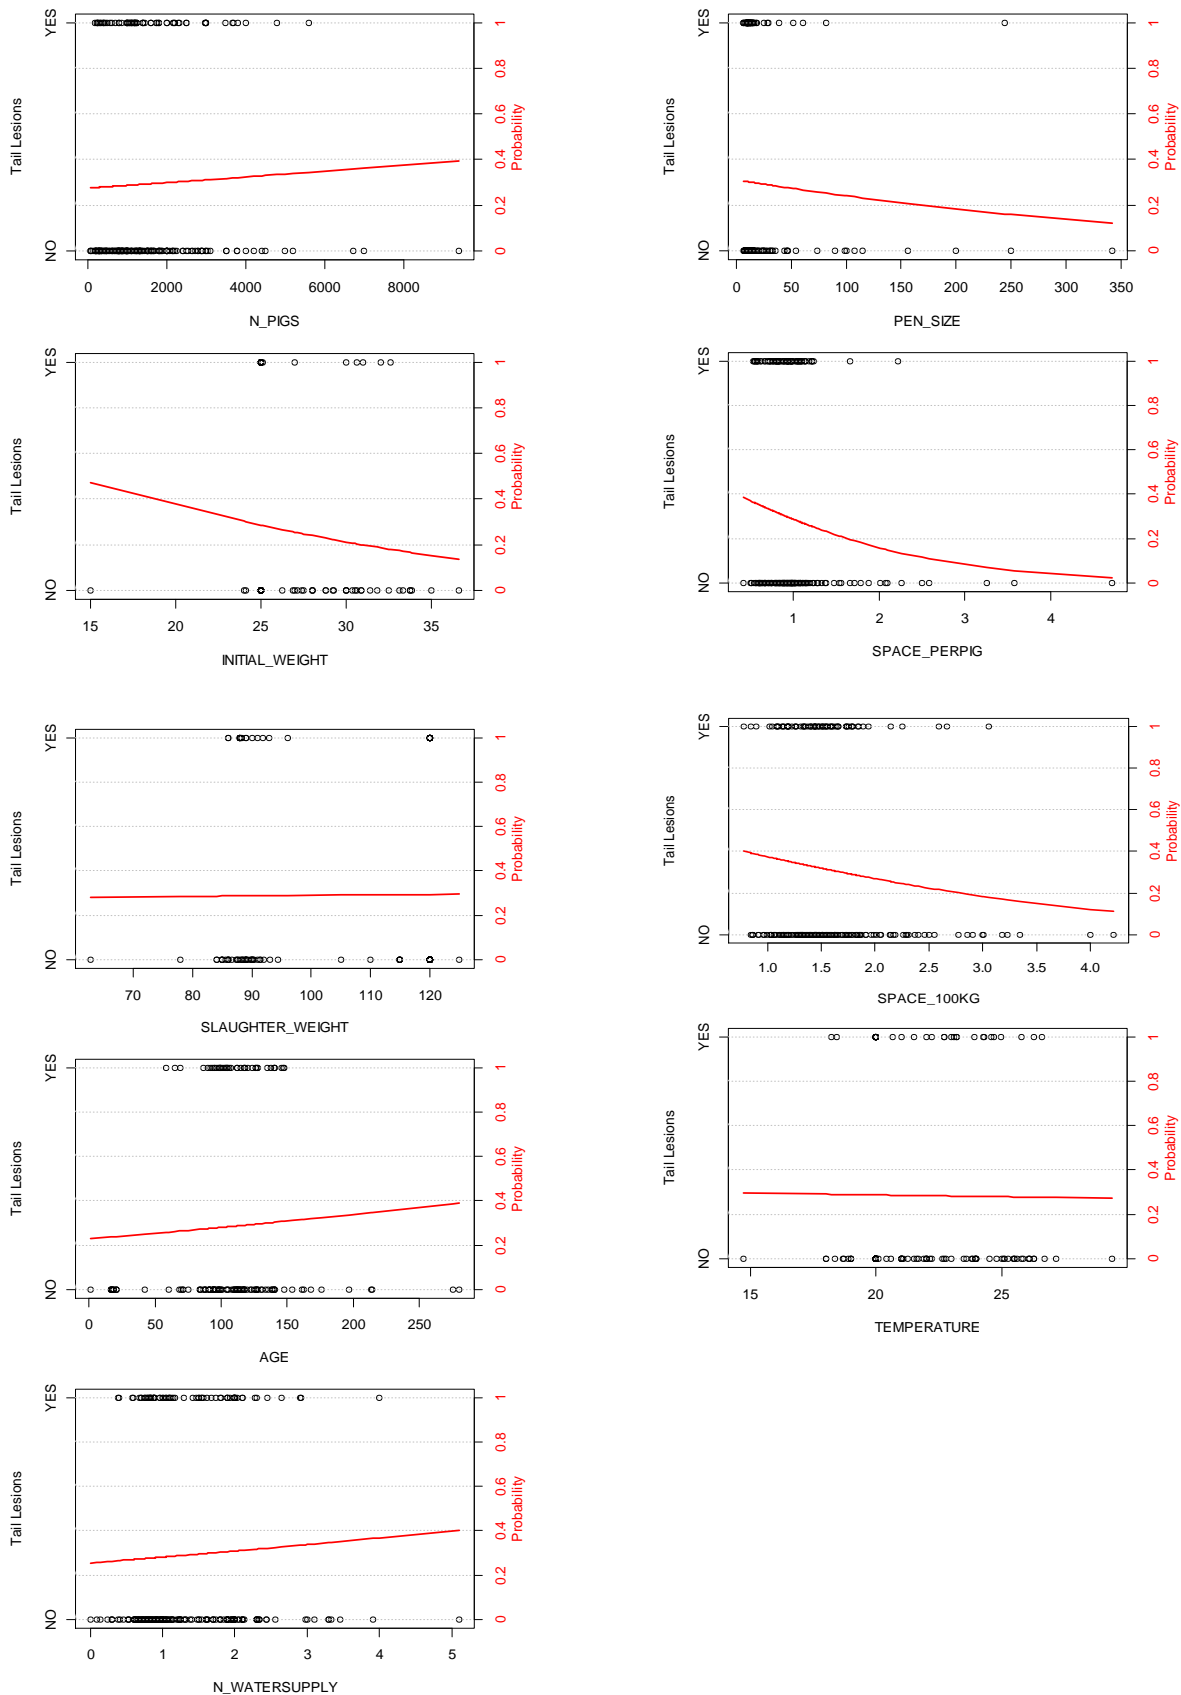 YES
NO
Tail Lesions
0 0.2 0.4 0.6 0.8 1
Probability
0 2000 4000 6000 8000
N_PIGS
YES
NO
Tail Lesions
0 0.2 0.4 0.6 0.8 1
Probability
0 50 100 150 200 250 300 350
PEN_SIZE
YES
NO
Tail Lesions
0 0.2 0.4 0.6 0.8 1
Probability
15 20 25 30 35
INITIAL_WEIGHT
YES
NO
Tail Lesions
0 0.2 0.4 0.6 0.8 1
Probability
1 2 3 4
SPACE_PERPIG
YES
NO
Tail Lesions
0 0.2 0.4 0.6 0.8 1
Probability
70 80 90 100 110 120
SLAUGHTER_WEIGHT
YES
NO
Tail Lesions
0 0.2 0.4 0.6 0.8 1
Probability
1.0 1.5 2.0 2.5 3.0 3.5 4.0
SPACE_100KG
YES
NO
Tail Lesions
0 0.2 0.4 0.6 0.8 1
Probability
0 50 100 150 200 250
AGE
YES
NO
Tail Lesions
0 0.2 0.4 0.6 0.8 1
Probability
15 20 25
TEMPERATURE
YES
NO
Tail Lesions
0 0.2 0.4 0.6 0.8 1
Probability
0 1 2 3 4 5
N_WATERSUPPLY